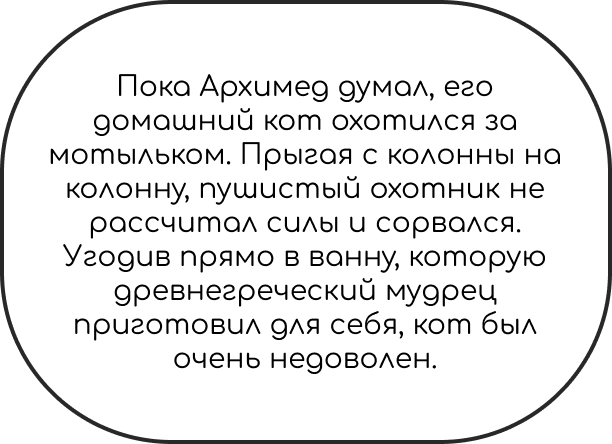 Пока Архимед думал, его
домашний кот охотился за
мотыльком. Прыгая с колонны на
колонну, пушистый охотник не
рассчитал силы и сорвался.
Угодив прямо в ванну, которую
древнегреческий мудрец
приготовил для себя, кот был
очень недоволен.